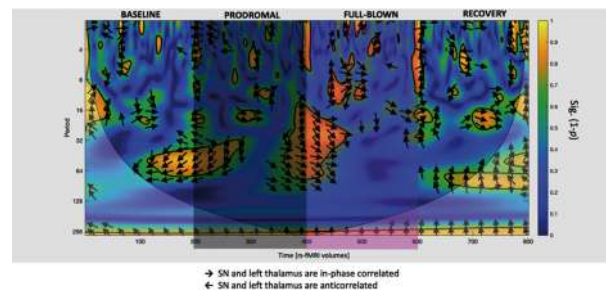 BASELINE PRODROMAL FULL-BLOWN RECOVERY
1
0.9
4
0.8
8
0.7
16
0.6
Period
Sig. (1-p)
0.5
32
0.4
64
0.3
0.2
128
0.1
256
0
100 200 300 400 500 600 700 800
Time [n-fMRI volumes]
→ SN and left thalamus are in-phase correlated
← SN and left thalamus are anticorrelated